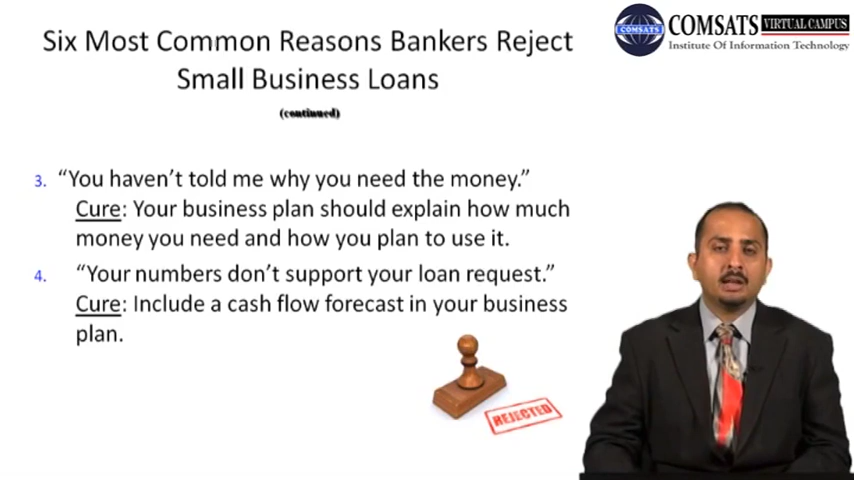 Six Most Common Reasons Bankers Reject
Small Business Loans
(continued)
COMSATS
COMSATS VIRTUAL CAMPUS
Institute Of Information Technology
3. “You haven’t told me why you need the money.”
Cure: Your business plan should explain how much
money you need and how you plan to use it.
4. “Your numbers don’t support your loan request.”
Cure: Include a cash flow forecast in your business
plan.
REJECTED